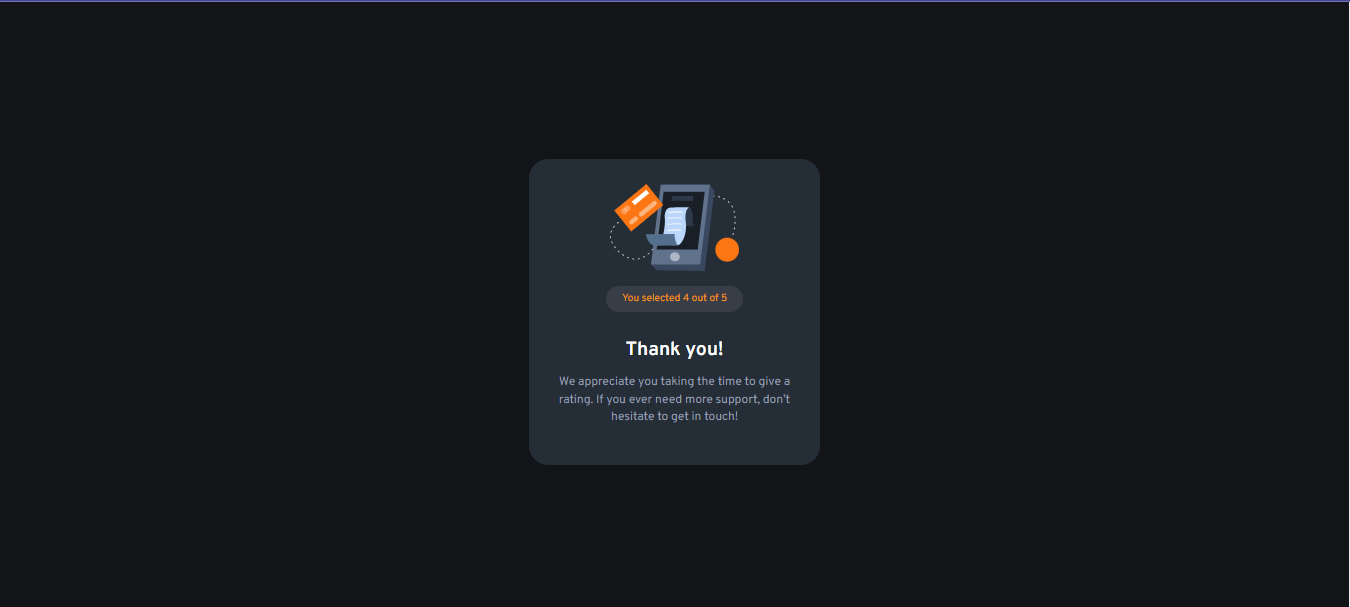 You selected 4 out of 5
Thank you!
We appreciate you taking the time to give a
rating. If you ever need more support, don't
hesitate to get in touch!